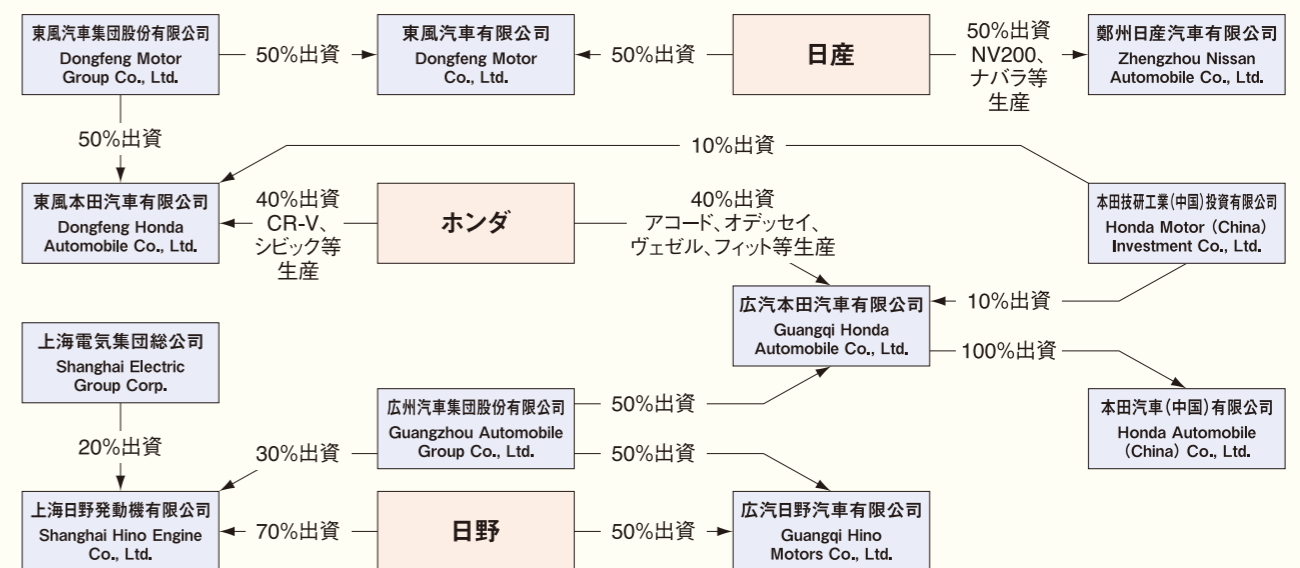 東風汽車集団股份有限公司
Dongfeng Motor
Group Co., Ltd.
50%出資
東風汽車有限公司
Dongfeng Motor
Co., Ltd.
50%出資
日産
50%出資
NV200、
ナバラ等
生産
鄭州日産汽車有限公司
Zhengzhou Nissan
Automobile Co., Ltd.
50%出資
10%出資
東風本田汽車有限公司
Dongfeng Honda
Automobile Co., Ltd.
40%出資
CR-V、
シビック等
生産
ホンダ
40%出資
アコード、オデッセイ、
ヴェゼル、フィット等生産
本田技研工業(中国)投資有限公司
Honda Motor (China)
Investment Co., Ltd.
広汽本田汽車有限公司
Guangqi Honda
Automobile Co., Ltd.
10%出資
100%出資
上海電気集団総公司
Shanghai Electric
Group Corp.
広州汽車集団股份有限公司
Guangzhou Automobile
Group Co., Ltd.
50%出資
本田汽車(中国)有限公司
Honda Automobile
(China) Co., Ltd.
20%出資
30%出資
50%出資
上海日野発動機有限公司
Shanghai Hino Engine
Co., Ltd.
70%出資
日野
50%出資
広汽日野汽車有限公司
Guangqi Hino
Motors Co., Ltd.